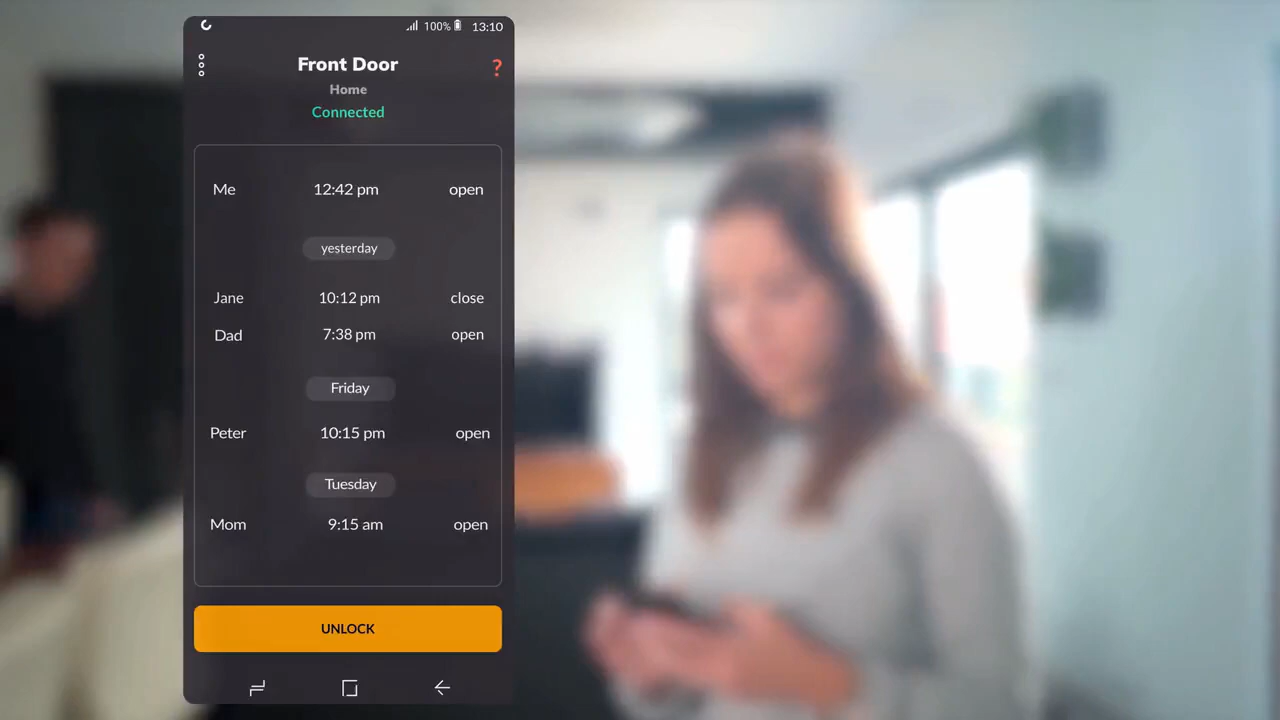 100% 13:10
Front Door ?
Home
Connected
Me 12:42 pm open
yesterday
Jane 10:12 pm close
Dad 7:38 pm open
Friday
Peter 10:15 pm open
Tuesday
Mom 9:15 am open
UNLOCK